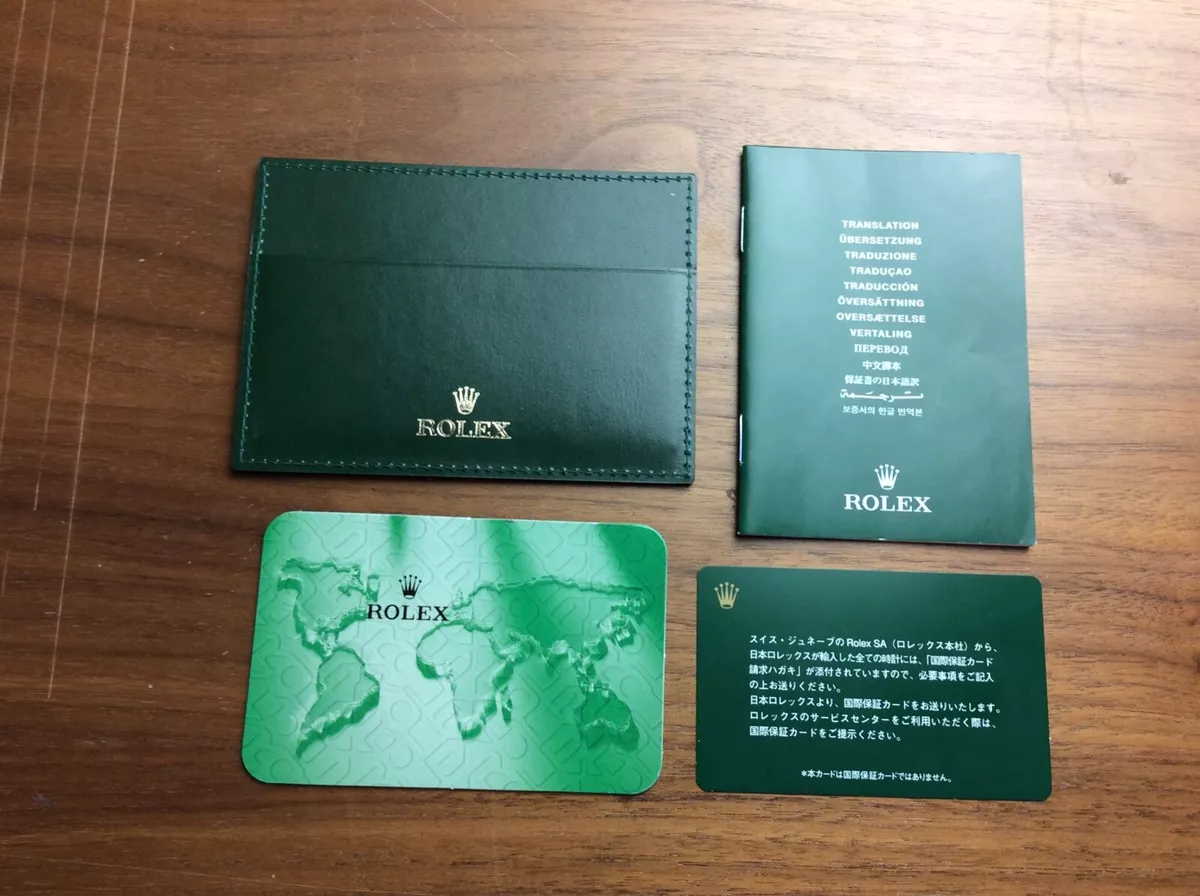 ROLEX
TRANSLATION
ÜBERSETZUNG
TRADUZIONE
TRADUÇAO
TRADUCCIÓN
ÖVERSÄTTNING
OVERSÆTTELSE
VERTALING
ПЕРЕВОД
中文譯本
保証書の日本語訳
ترجمة
보증서의 한글 번역본
ROLEX
ROLEX
スイス・ジュネーブの Rolex SA（ロレックス本社）から、
日本ロレックスが輸入した全ての時計には、「国際保証カード
請求ハガキ」が添付されていますので、必要事項をご記入
の上お送りください。
日本ロレックスより、国際保証カードをお送りいたします。
ロレックスのサービスセンターをご利用いただく際は、
国際保証カードをご提示ください。
*本カードは国際保証カードではありません。